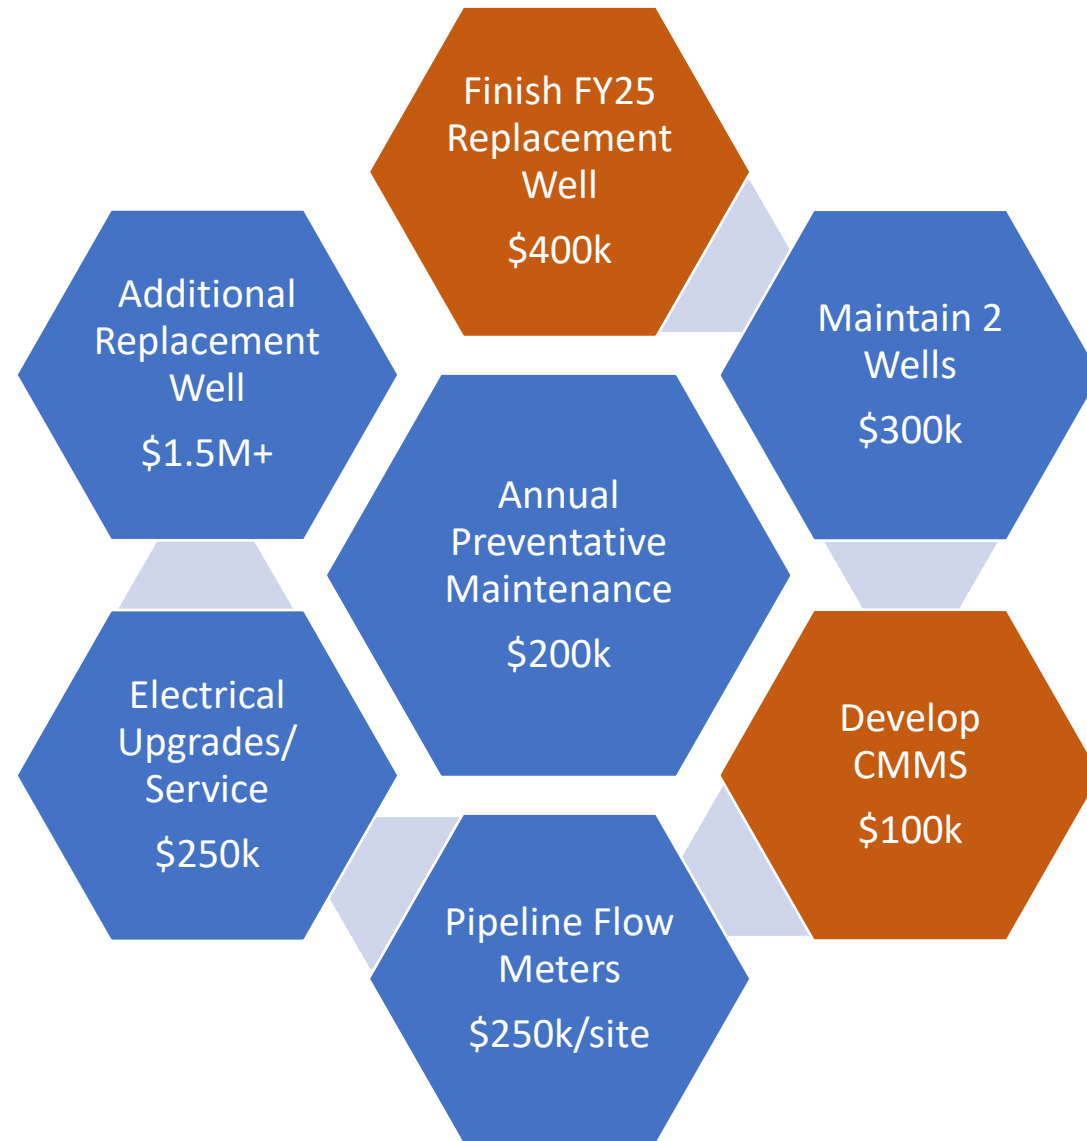 Finish FY25
Replacement
Well
$400k
Additional
Replacement
Well
$1.5M+
Maintain 2
Wells
$300k
Annual
Preventative
Maintenance
$200k
Electrical
Upgrades/
Service
$250k
Develop
CMMS
$100k
Pipeline Flow
Meters
$250k/site